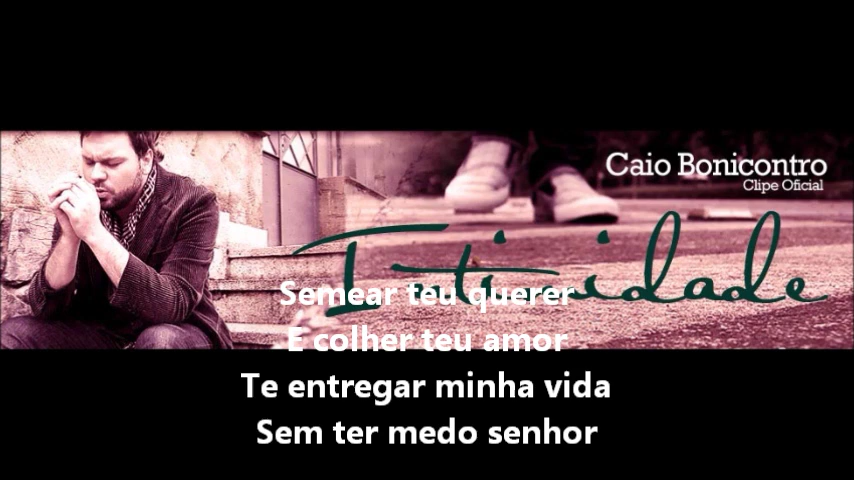 Caio Bonicontro
Clipe Oficial
Intimidade
Semear teu querer
E colher teu amor
Te entregar minha vida
Sem ter medo senhor